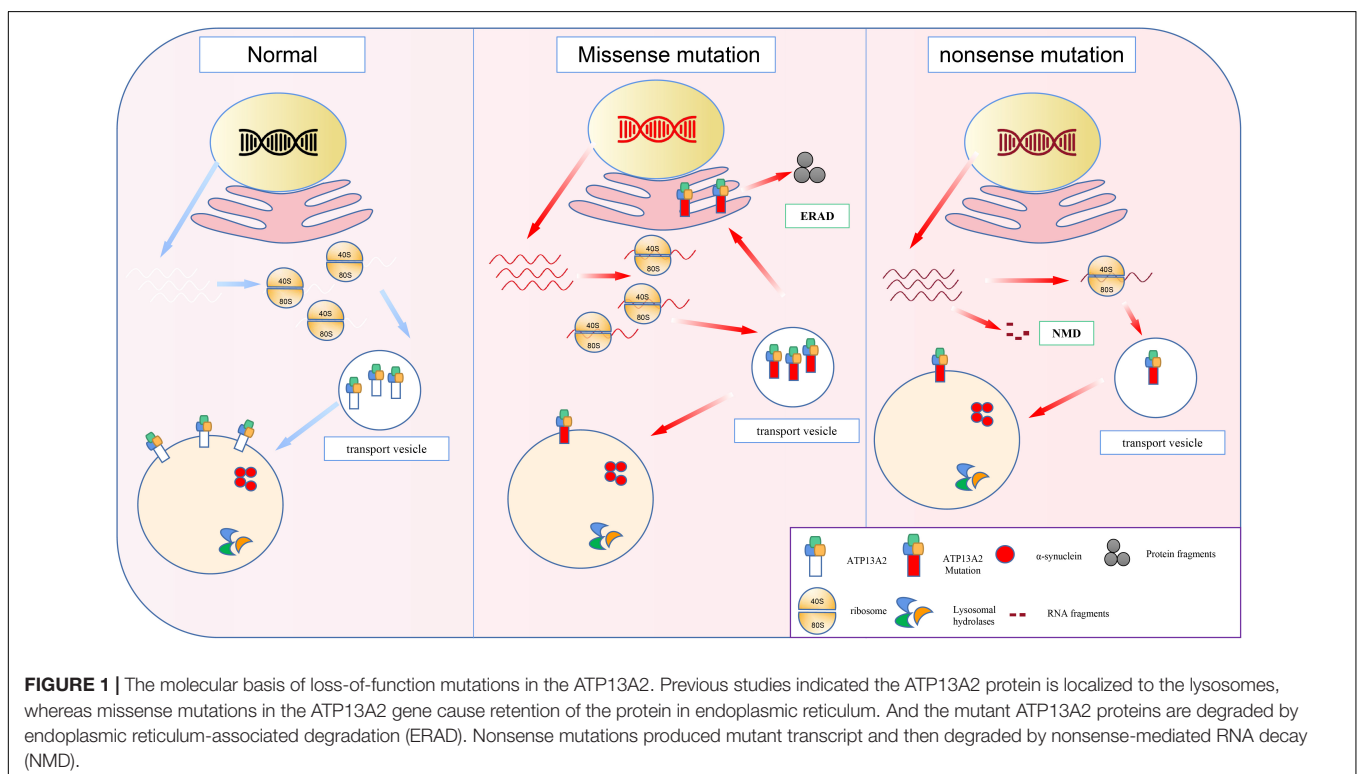 Normal
Missense mutation
nonsense mutation
40S
80S
40S
80S
40S
80S
transport vesicle
ERAD
40S
80S
40S
80S
40S
80S
transport vesicle
40S
80S
NMD
transport vesicle
ATP13A2
ATP13A2
Mutation
α-synuclein
Protein fragments
40S
80S
ribosome
Lysosomal
hydrolases
RNA fragments
FIGURE 1 | The molecular basis of loss-of-function mutations in the ATP13A2. Previous studies indicated the ATP13A2 protein is localized to the lysosomes,
whereas missense mutations in the ATP13A2 gene cause retention of the protein in endoplasmic reticulum. And the mutant ATP13A2 proteins are degraded by
endoplasmic reticulum-associated degradation (ERAD). Nonsense mutations produced mutant transcript and then degraded by nonsense-mediated RNA decay
(NMD).